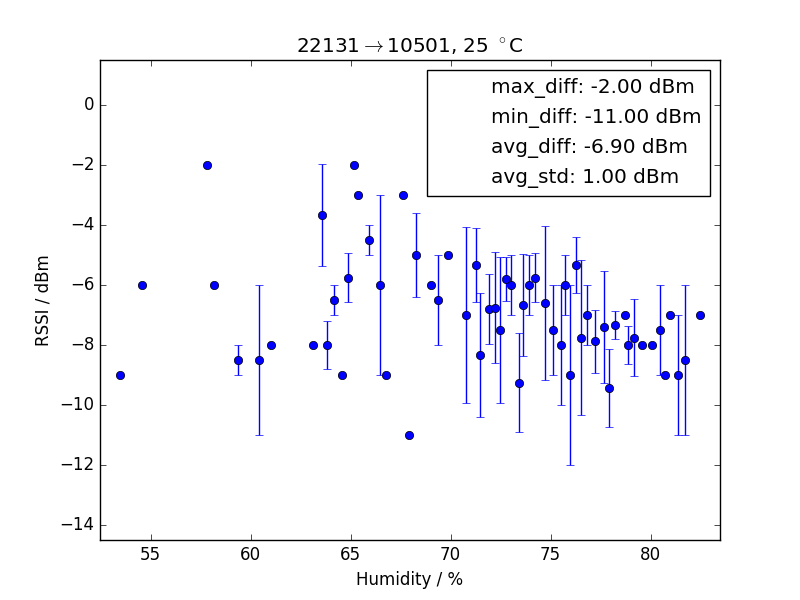 22131→10501, 25 °C
max_diff: -2.00 dBm
min_diff: -11.00 dBm
avg_diff: -6.90 dBm
avg_std: 1.00 dBm
RSSI / dBm
0
−2
−4
−6
−8
−10
−12
−14
55 60 65 70 75 80
Humidity / %